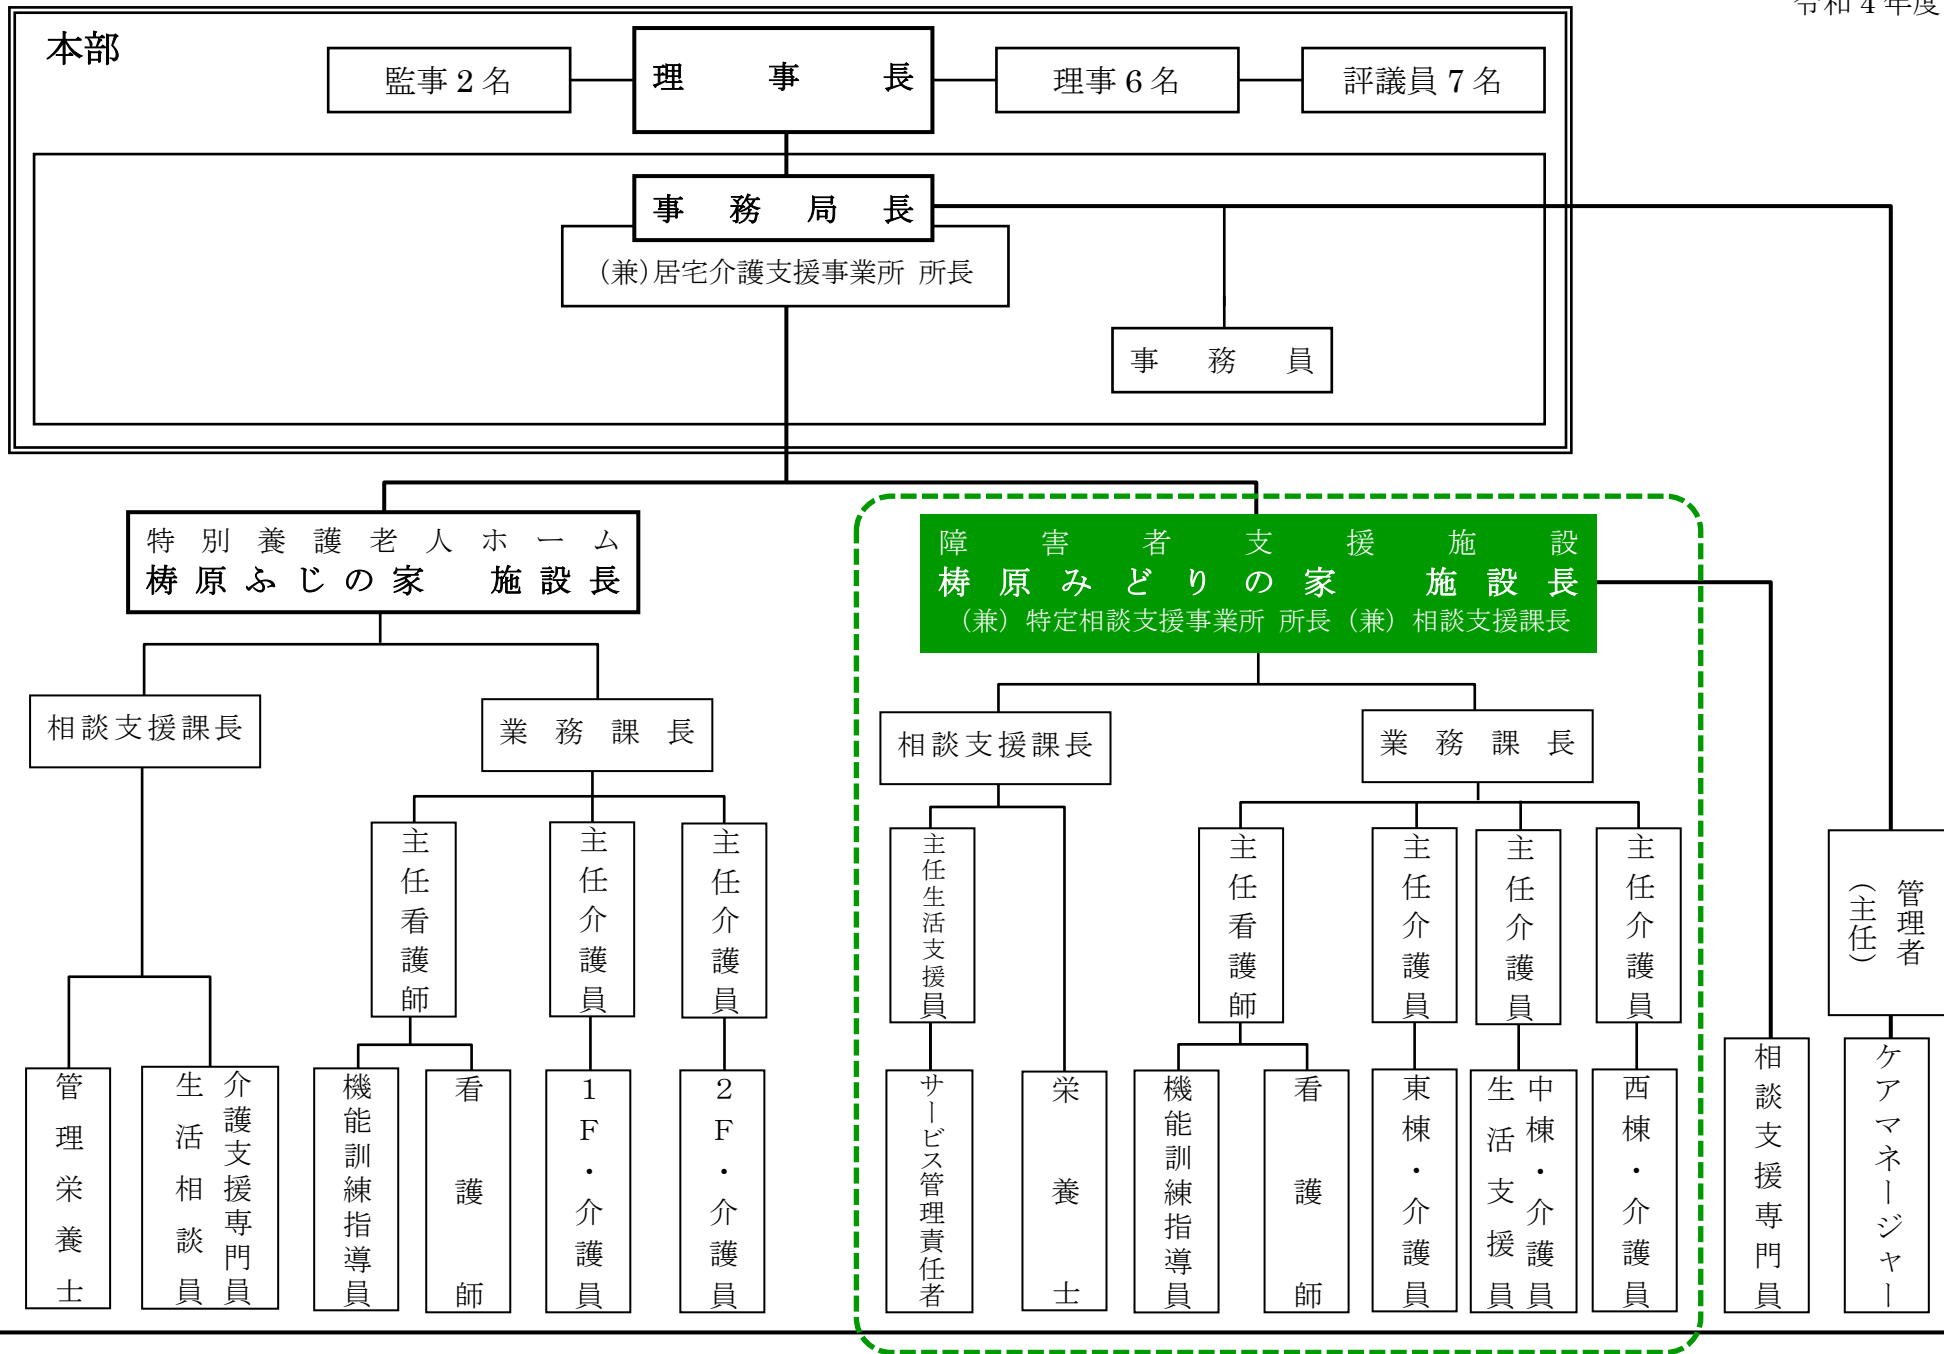 令和4年度
本部
監事2名
理事長
理事6名
評議員7名
事務局長
(兼)居宅介護支援事業所 所長
事務員
特別養護老人ホーム
梼原ふじの家 施設長
障害者支援施設
梼原みどりの家 施設長
(兼)特定相談支援事業所 所長(兼)相談支援課長
相談支援課長
業務課長
相談支援課長
業務課長
主任看護師
主任介護員
主任介護員
主任生活支援員
主任看護師
主任介護員
主任介護員
主任介護員
管理者
(主任)
管理栄養士
介護支援専門員
生活相談員
機能訓練指導員
看護師
1F・介護員
2F・介護員
サービス管理責任者
栄養士
機能訓練指導員
看護師
東棟・介護員
中棟・介護員
生活支援員
西棟・介護員
相談支援専門員
ケアマネージャー